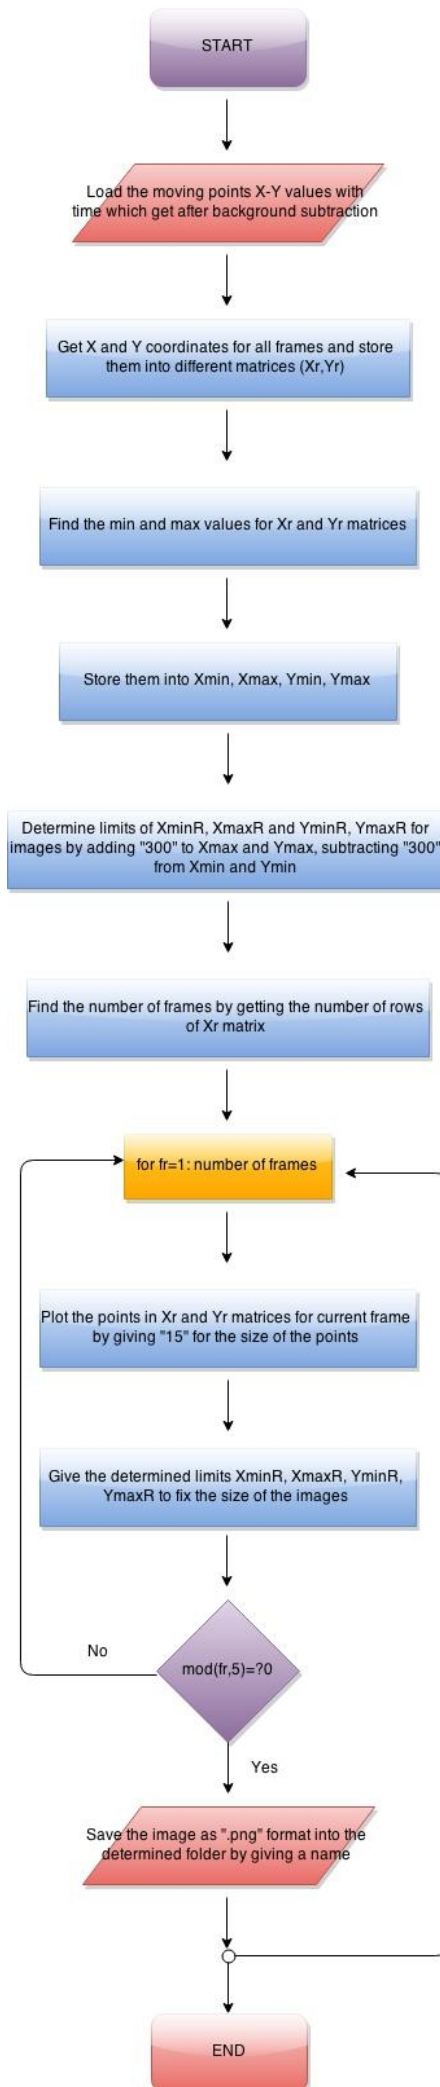 START
Load the moving points X-Y values with
time which get after background subtraction
Get X and Y coordinates for all frames and store
them into different matrices (Xr,Yr)
Find the min and max values for Xr and Yr matrices
Store them into Xmin, Xmax, Ymin, Ymax
Determine limits of XminR, XmaxR and YminR, YmaxR for
images by adding "300" to Xmax and Ymax, subtracting "300"
from Xmin and Ymin
Find the number of frames by getting the number of rows
of Xr matrix
for fr=1: number of frames
Plot the points in Xr and Yr matrices for current frame
by giving "15" for the size of the points
Give the determined limits XminR, XmaxR, YminR,
YmaxR to fix the size of the images
No
mod(fr,5)=?0
Yes
Save the image as ".png" format into the
determined folder by giving a name
END